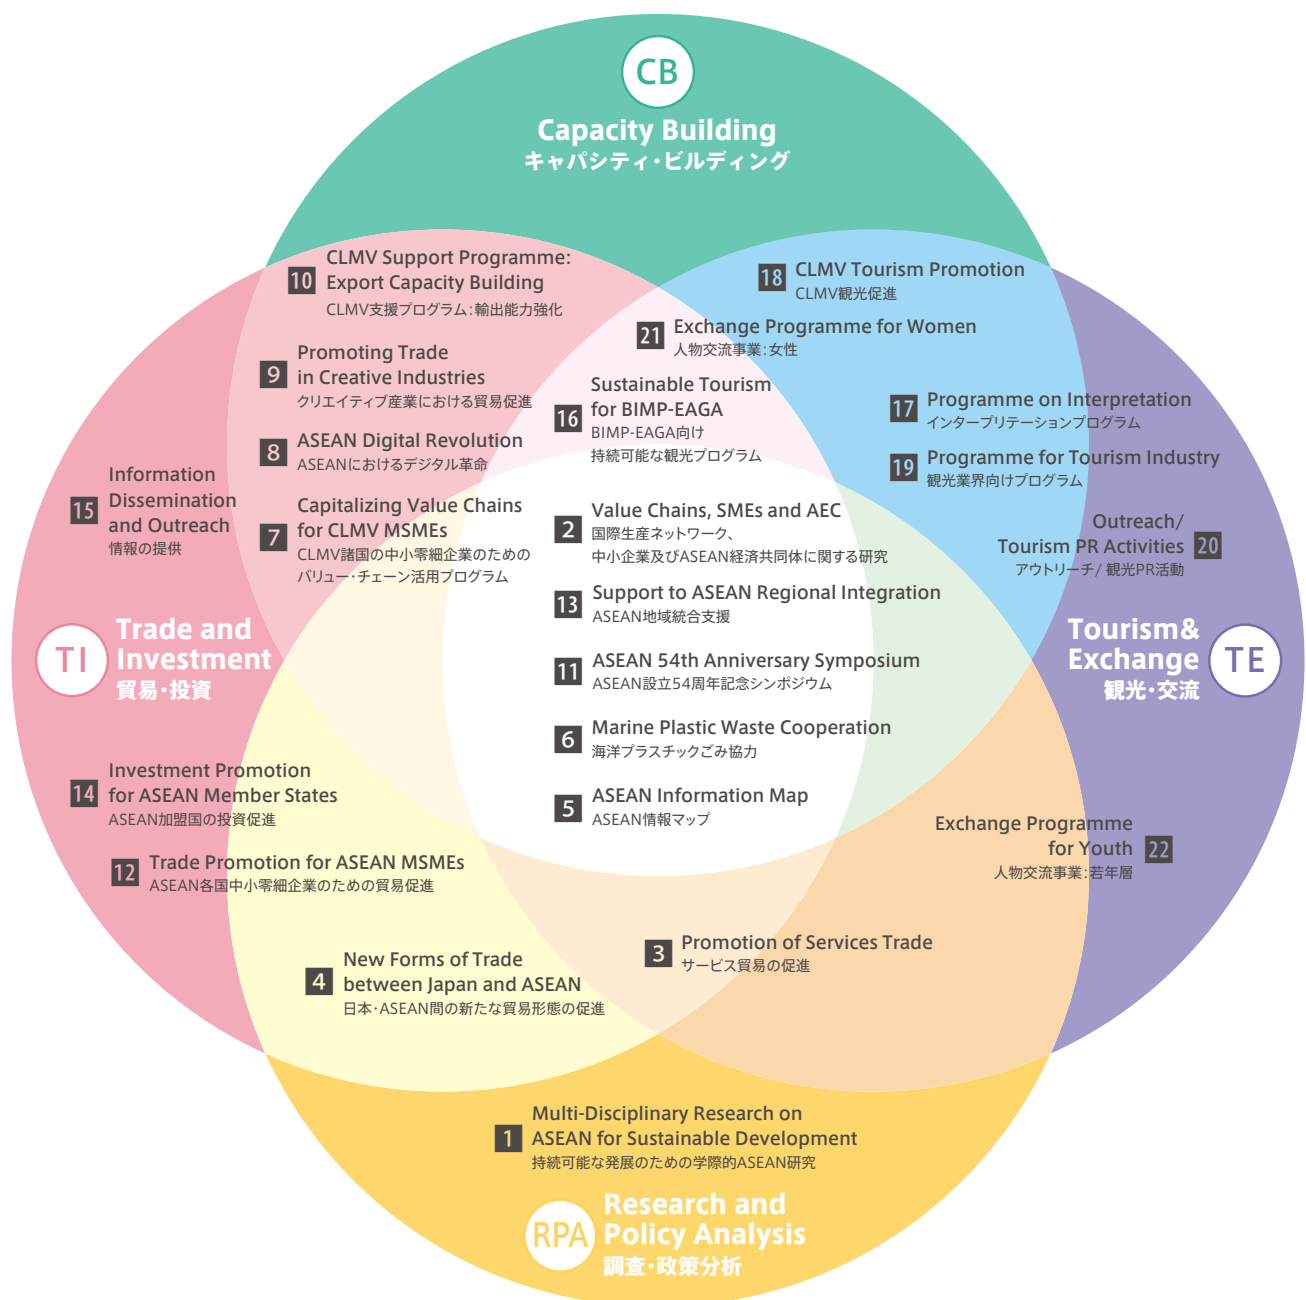 CB
Capacity Building
キャパシティ・ビルディング
10
CLMV Support Programme:
Export Capacity Building
CLMV支援プログラム:輸出能力強化
18
CLMV Tourism Promotion
CLMV観光促進
21
Exchange Programme for Women
人物交流事業:女性
9
Promoting Trade
in Creative Industries
クリエイティブ産業における貿易促進
16
Sustainable Tourism
for BIMP-EAGA
BIMP-EAGA向け
持続可能な観光プログラム
17
Programme on Interpretation
インタープリテーションプログラム
8
ASEAN Digital Revolution
ASEANにおけるデジタル革命
19
Programme for Tourism Industry
観光業界向けプログラム
15
Information
Dissemination
and Outreach
情報の提供
7
Capitalizing Value Chains
for CLMV MSMEs
CLMV諸国の中小零細企業のための
バリュー・チェーン活用プログラム
2
Value Chains, SMEs and AEC
国際生産ネットワーク、
中小企業及びASEAN経済共同体に関する研究
Outreach/
Tourism PR Activities
20
アウトリーチ/ 観光PR活動
13
Support to ASEAN Regional Integration
ASEAN地域統合支援
TI
Trade and
Investment
貿易・投資
11
ASEAN 54th Anniversary Symposium
ASEAN設立54周年記念シンポジウム
Tourism&
Exchange
観光・交流
TE
6
Marine Plastic Waste Cooperation
海洋プラスチックごみ協力
14
Investment Promotion
for ASEAN Member States
ASEAN加盟国の投資促進
5
ASEAN Information Map
ASEAN情報マップ
Exchange Programme
for Youth
22
人物交流事業:若年層
12
Trade Promotion for ASEAN MSMEs
ASEAN各国中小零細企業のための貿易促進
4
New Forms of Trade
between Japan and ASEAN
日本・ASEAN間の新たな貿易形態の促進
3
Promotion of Services Trade
サービス貿易の促進
1
Multi-Disciplinary Research on
ASEAN for Sustainable Development
持続可能な発展のための学際的ASEAN研究
RPA
Research and
Policy Analysis
調査・政策分析